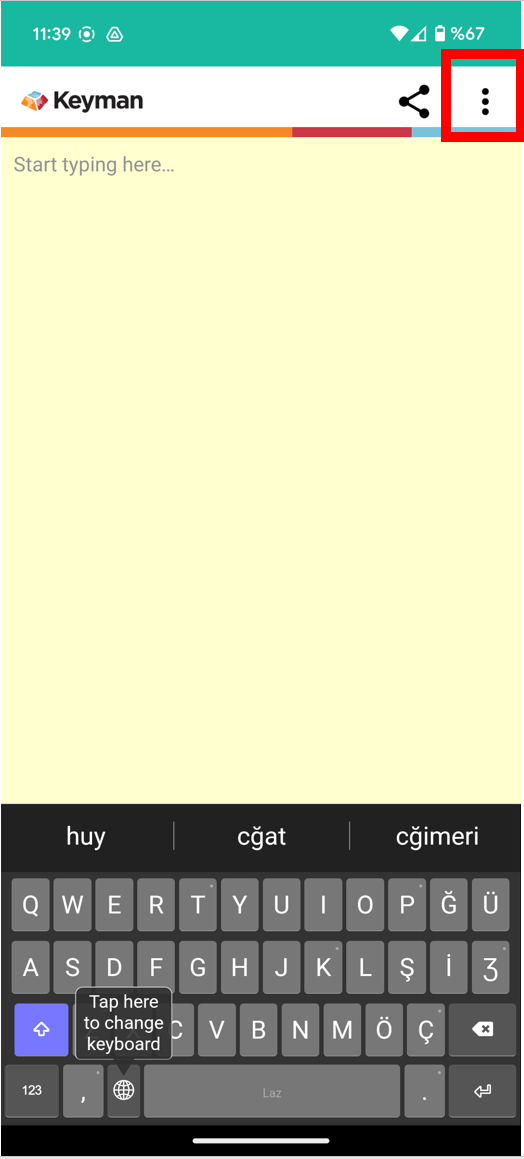 11:39 %67
Keyman
Start typing here...
huy cğat cğimeri
Q W E R T Y U I O P Ğ Ü
A S D F G H J K L Ş İ Ʒ
C V B N M Ö Ç
Tap here
to change
keyboard
123 , Laz .